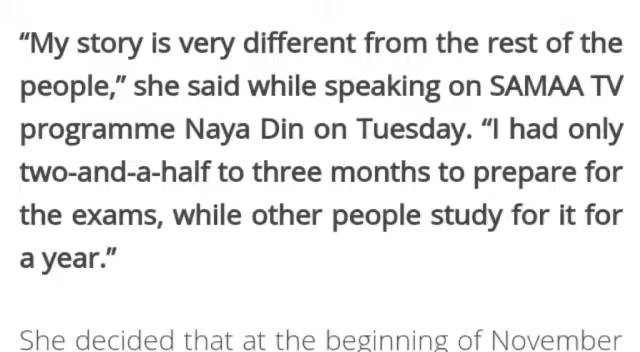 “My story is very different from the rest of the
people,” she said while speaking on SAMAA TV
programme Naya Din on Tuesday. “I had only
two-and-a-half to three months to prepare for
the exams, while other people study for it for
a year.”
She decided that at the beginning of November